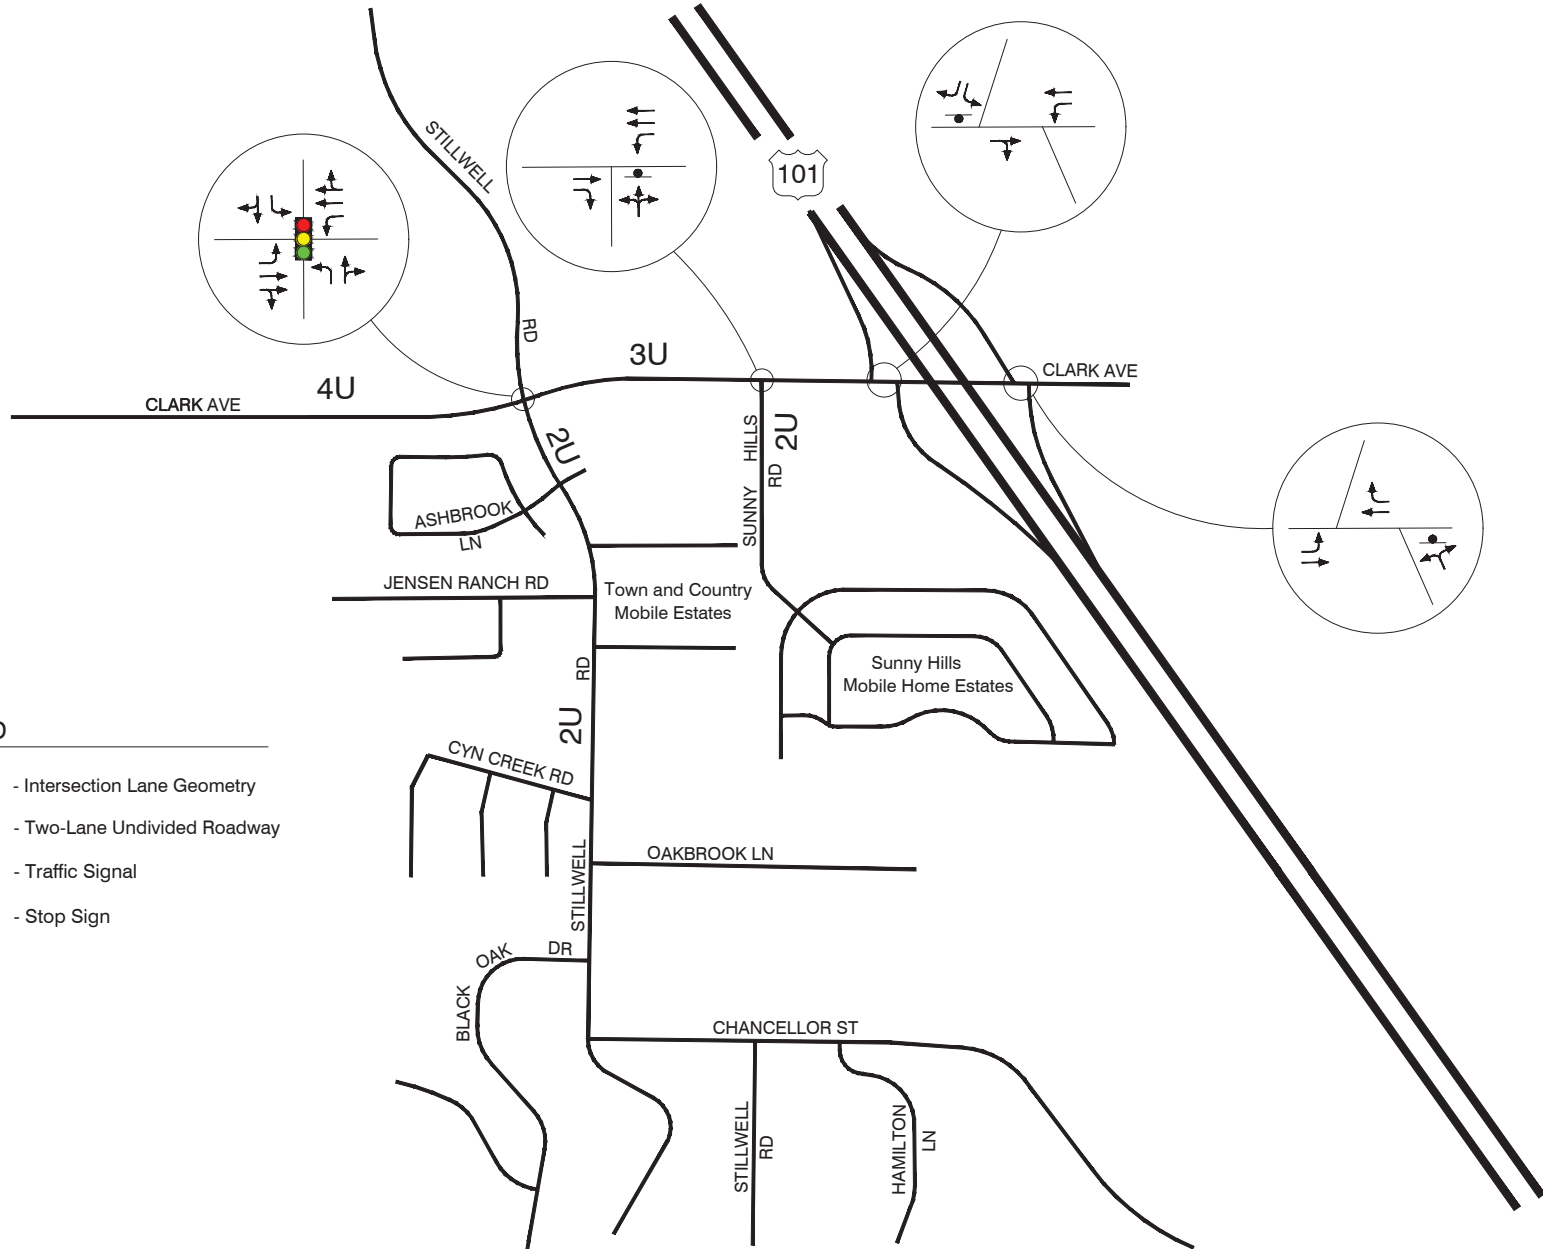 STILLWELL
RD
101
CLARK AVE
4U
3U
CLARK AVE
2U
SUNNY HILLS
RD
2U
ASHBROOK
LN
JENSEN RANCH RD
Town and Country
Mobile Estates
RD
2U
STILLWELL
Sunny Hills
Mobile Home Estates
CYN CREEK RD
- Intersection Lane Geometry
- Two-Lane Undivided Roadway
- Traffic Signal
- Stop Sign
OAKBROOK LN
BLACK OAK DR
CHANCELLOR ST
STILLWELL
RD
HAMILTON
LN